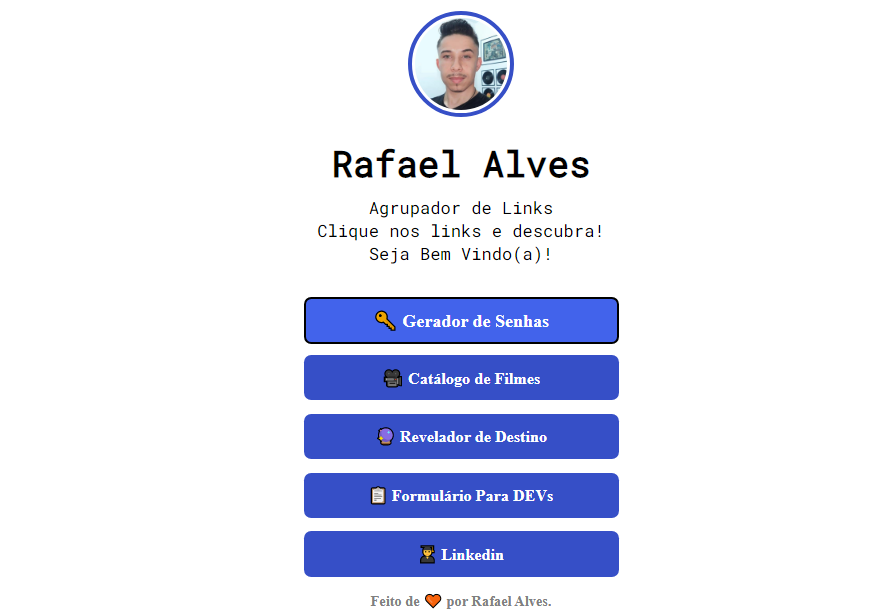 Rafael Alves
Agrupador de Links
Clique nos links e descubra!
Seja Bem Vindo(a)!
🔑 Gerador de Senhas
🎥 Catálogo de Filmes
🔮 Revelador de Destino
📋 Formulário Para DEVs
👨‍🎓 Linkedin
Feito de 🧡 por Rafael Alves.